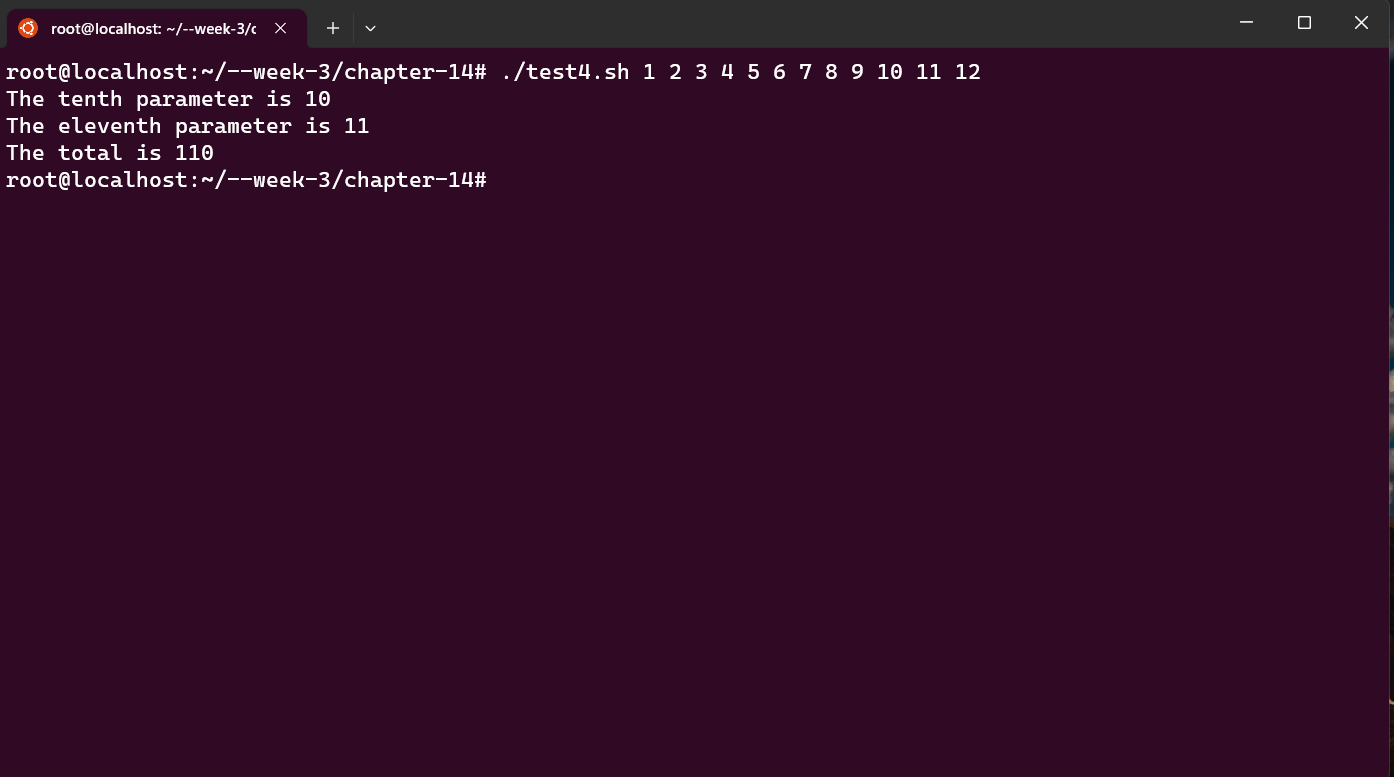 root@localhost: ~/--week-3/c
root@localhost:~/--week-3/chapter-14# ./test4.sh 1 2 3 4 5 6 7 8 9 10 11 12
The tenth parameter is 10
The eleventh parameter is 11
The total is 110
root@localhost:~/--week-3/chapter-14#